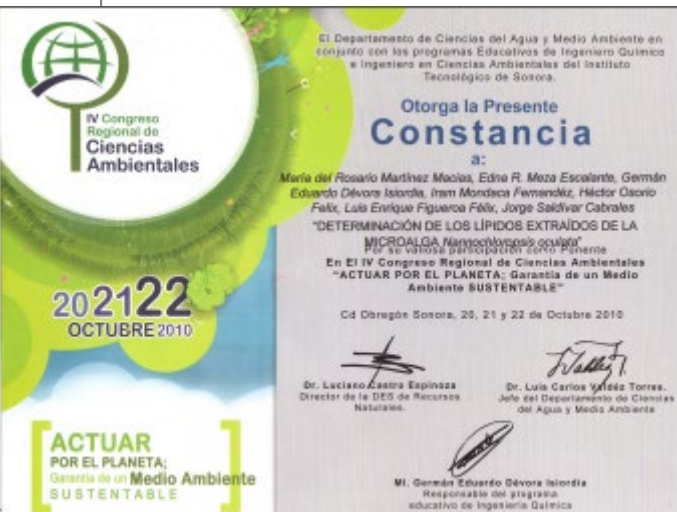 IV Congreso
Regional de
Ciencias
Ambientales
20 21 22
OCTUBRE 2010
ACTUAR
POR EL PLANETA;
Garantía de un Medio Ambiente
SUSTENTABLE
El Departamento de Ciencias del Agua y Medio Ambiente en
conjunto con los programas Educativos de Ingeniero Químico
e Ingeniero en Ciencias Ambientales del Instituto
Tecnológico de Sonora.
Otorga la Presente
Constancia
a:
María del Rosario Martínez Macias, Edna R. Meza Escalante, Germán
Eduardo Dévora Isiordia, Iram Mondaca Fernandéz, Héctor Osorio
Felix, Luis Enrique Figueroa Félix, Jorge Saldívar Cabrales
"DETERMINACIÓN DE LOS LÍPIDOS EXTRAÍDOS DE LA
MICROALGA Nannochloropsis oculata"
Por su valiosa participación como Ponente
En El IV Congreso Regional de Ciencias Ambientales
"ACTUAR POR EL PLANETA; Garantía de un Medio
Ambiente SUSTENTABLE"
Cd Obregón Sonora, 20, 21 y 22 de Octubre 2010
Dr. Luciano Castro Espinoza
Director de la DES de Recursos
Naturales.
Dr. Luis Carlos Valdéz Torres.
Jefe del Departamento de Ciencias
del Agua y Medio Ambiente
MI. Germán Eduardo Dévora Isiordia
Responsable del programa
educativo de Ingeniería Química